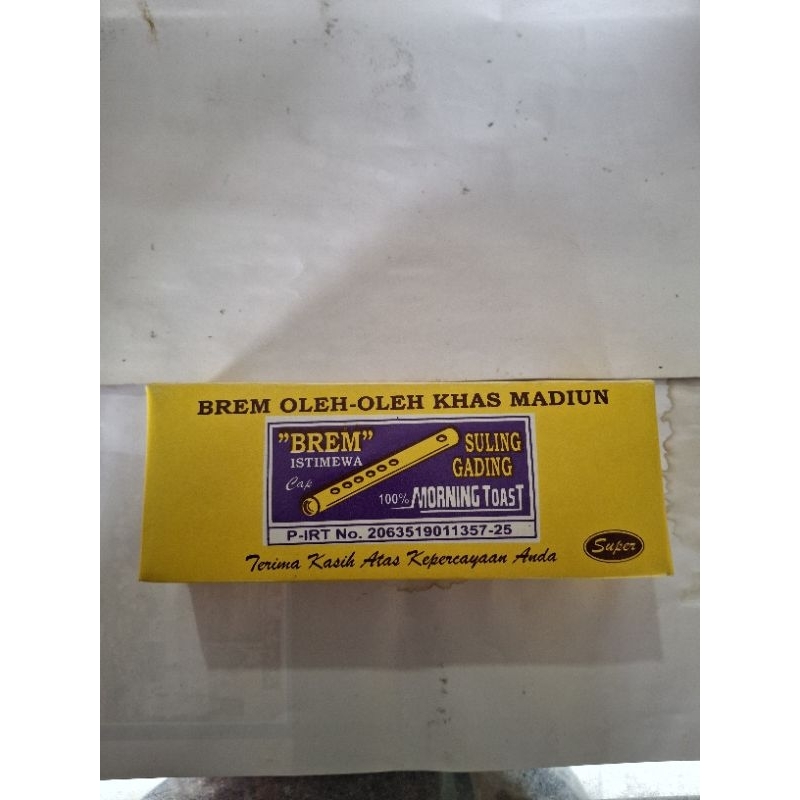 BREM OLEH-OLEH KHAS MADIUN
"BREM"
ISTIMEWA
Cap
SULING
GADING
100% MORNING TOAST
P-IRT No. 2063519011357-25
Terima Kasih Atas Kepercayaan Anda
Super